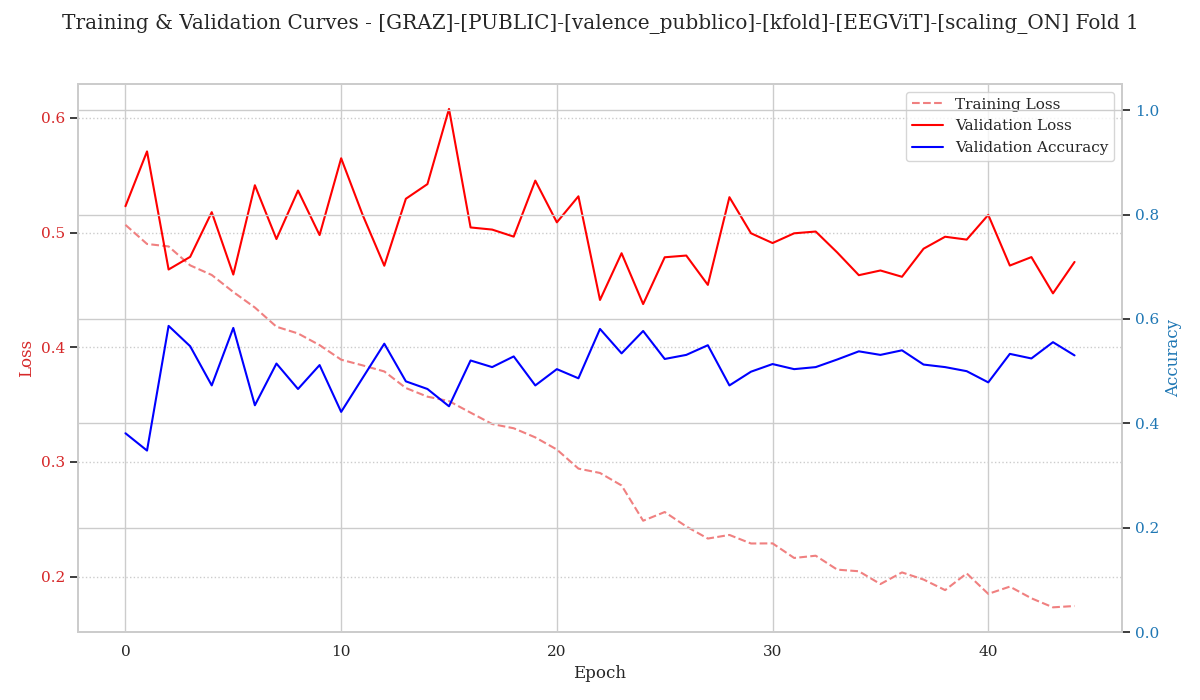 Training & Validation Curves - [GRAZ]-[PUBLIC]-[valence_pubblico]-[kfold]-[EEGViT]-[scaling_ON] Fold 1
Training Loss
Validation Loss
Validation Accuracy
0.6
0.5
0.4
0.3
0.2
Loss
1.0
0.8
0.6
0.4
0.2
0.0
Accuracy
0
10
20
30
40
Epoch